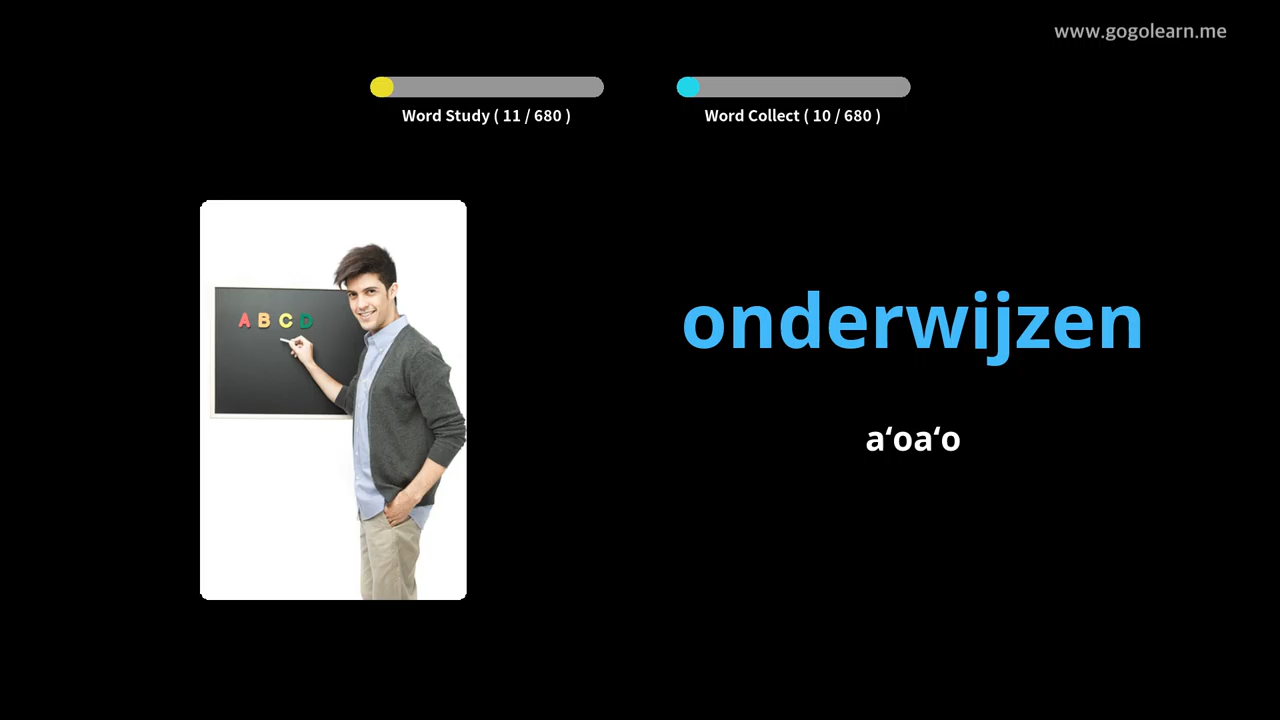 www.gogolearn.me
Word Study ( 11 / 680 )
Word Collect ( 10 / 680 )
A B C D
onderwijzen
a‘oa‘o